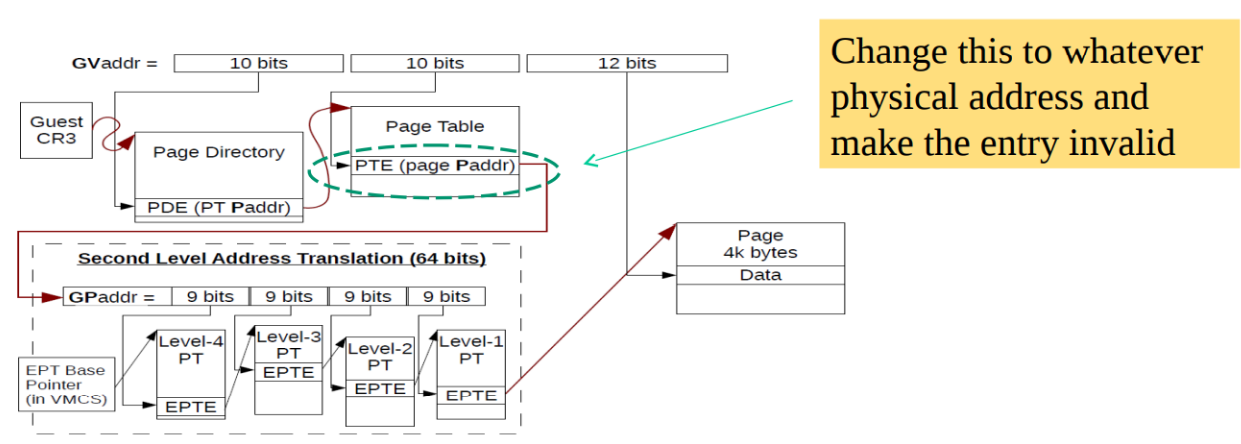 Change this to whatever
physical address and
make the entry invalid
GVaddr =
10 bits
10 bits
12 bits
Guest
CR3
Page Directory
PDE (PT Paddr)
Page Table
PTE (page Paddr)
Second Level Address Translation (64 bits)
GPaddr =
9 bits
9 bits
9 bits
9 bits
EPT Base
Pointer
(in VMCS)
Level-4
PT
EPTE
Level-3
PT
EPTE
Level-2
PT
EPTE
Level-1
PT
EPTE
Page
4k bytes
Data